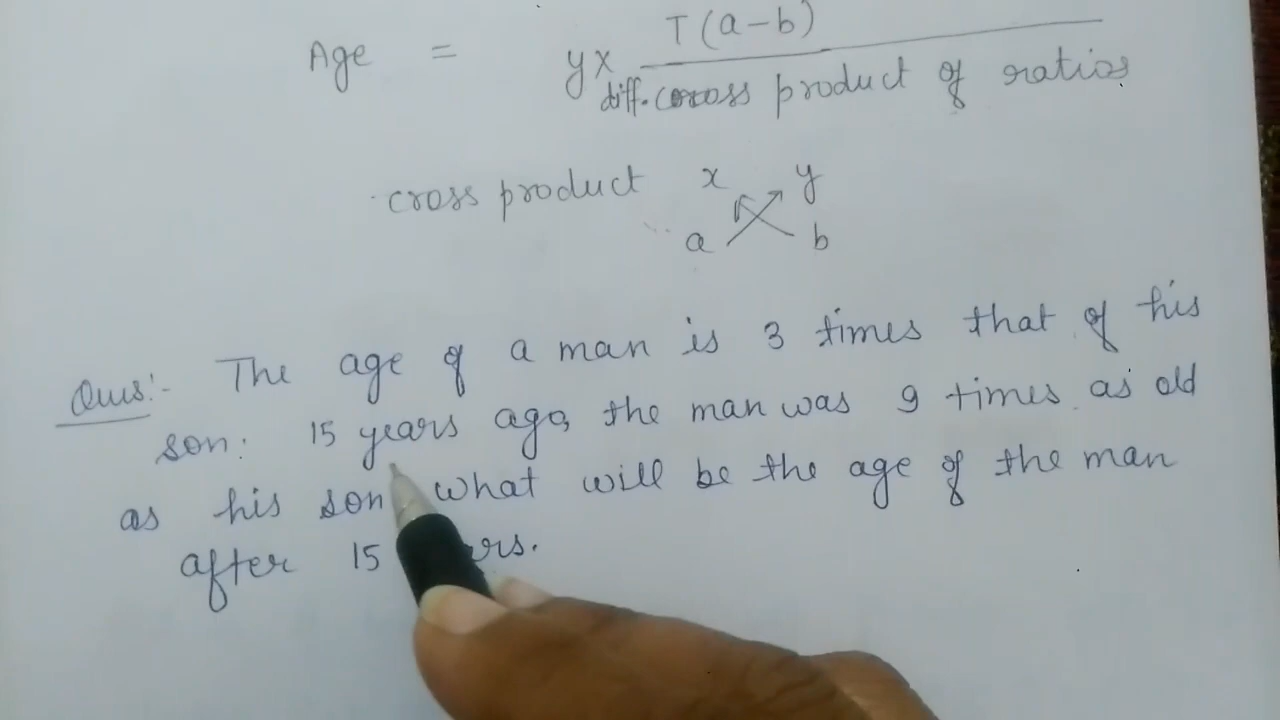 Age = y x T(a-b)
diff. cross product of ratios
cross product x y
a b
Ques:- The age of a man is 3 times that of his
son. 15 years ago, the man was 9 times as old
as his son what will be the age of the man
after 15